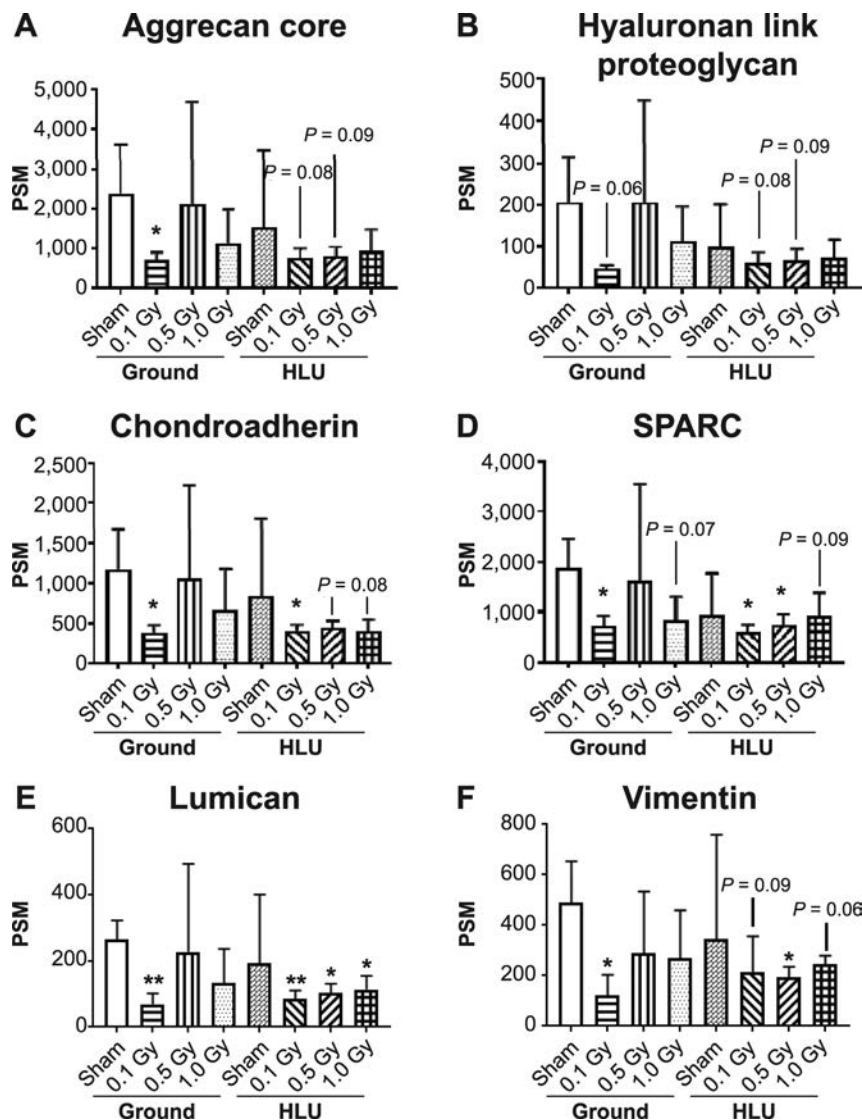 A Aggrecan core
5,000
4,000
3,000
2,000
1,000
0
PSM
*
P = 0.08
P = 0.09
Sham
0.1 Gy
0.5 Gy
1.0 Gy
Sham
0.1 Gy
0.5 Gy
1.0 Gy
Ground
HLU
B Hyaluronan link
proteoglycan
500
400
300
200
100
0
PSM
P = 0.06
P = 0.08
P = 0.09
Sham
0.1 Gy
0.5 Gy
1.0 Gy
Sham
0.1 Gy
0.5 Gy
1.0 Gy
Ground
HLU
C Chondroadherin
2,500
2,000
1,500
1,000
500
0
PSM
*
*
P = 0.08
Sham
0.1 Gy
0.5 Gy
1.0 Gy
Sham
0.1 Gy
0.5 Gy
1.0 Gy
Ground
HLU
D SPARC
4,000
3,000
2,000
1,000
0
PSM
*
P = 0.07
*
*
P = 0.09
Sham
0.1 Gy
0.5 Gy
1.0 Gy
Sham
0.1 Gy
0.5 Gy
1.0 Gy
Ground
HLU
E Lumican
600
400
200
0
PSM
**
**
*
*
Sham
0.1 Gy
0.5 Gy
1.0 Gy
Sham
0.1 Gy
0.5 Gy
1.0 Gy
Ground
HLU
F Vimentin
800
600
400
200
0
PSM
*
P = 0.09
*
P = 0.06
Sham
0.1 Gy
0.5 Gy
1.0 Gy
Sham
0.1 Gy
0.5 Gy
1.0 Gy
Ground
HLU